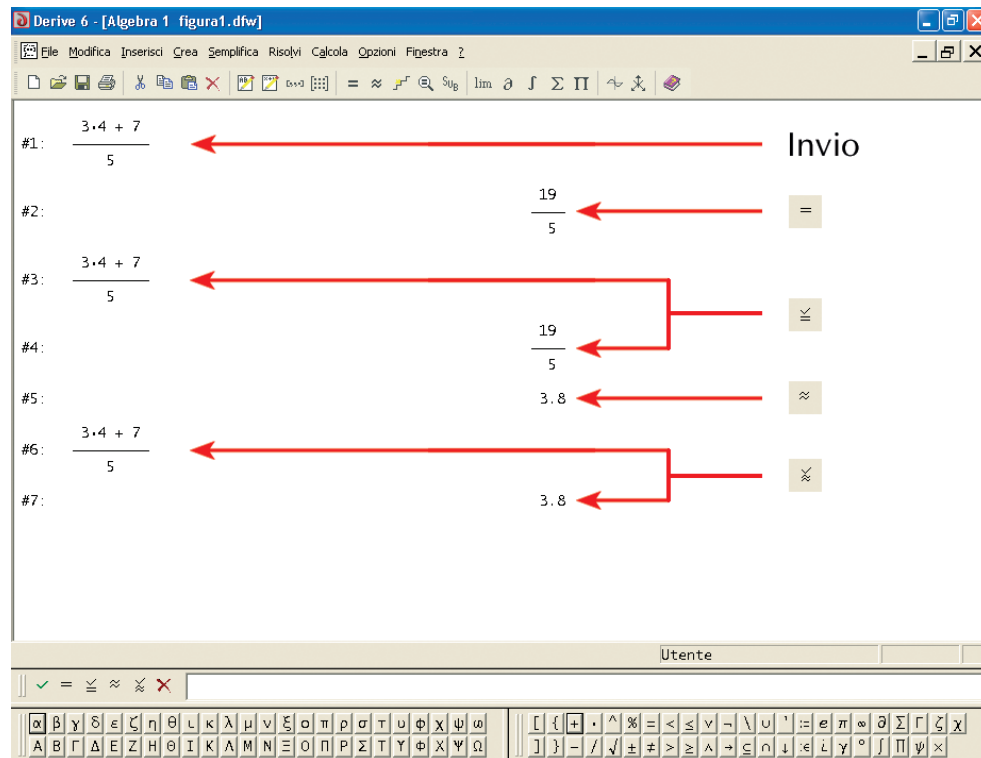 Derive 6 - [Algebra 1 figura1.dfw]
File Modifica Inserisci Crea Semplifica Risolvi Calcola Opzioni Finestra ?
= ≈ SUB lim ∂ ∫ Σ Π
#1: 3·4 + 7 Invio
5
#2: 19 =
5
#3: 3·4 + 7
5
≚
#4: 19
5
#5: 3.8 ≈
#6: 3·4 + 7
5
#7: 3.8
Utente
✓ = ≚ ≈ ✕
α β γ δ ε ζ η θ ι κ λ μ ν ξ ο π ρ σ τ υ φ χ ψ ω [ { + · ^ % = < ≤ ∨ ¬ \ ∪ ' := e π ∞ ∂ Σ Γ ζ χ
Α Β Γ Δ Ε Ζ Η Θ Ι Κ Λ Μ Ν Ξ Ο Π Ρ Σ Τ Υ Φ Χ Ψ Ω ] } - / √ ± ≠ > ≥ ∧ → ⊆ ∩ ↓ :∈ i γ ° ∫ Π ψ ×